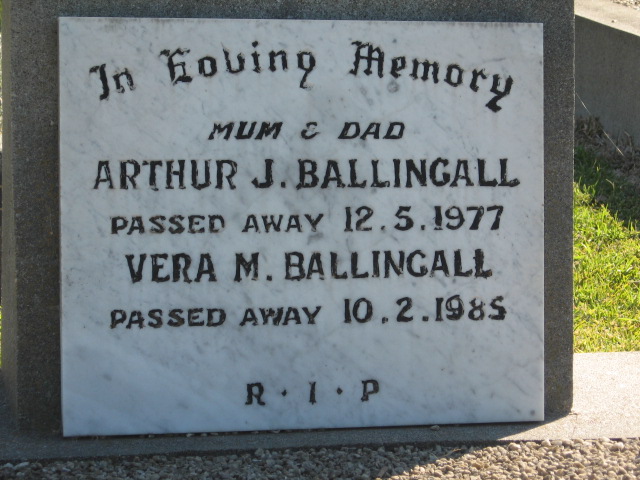 In Loving Memory
MUM & DAD
ARTHUR J. BALLINGALL
PASSED AWAY 12.5.1977
VERA M. BALLINGALL
PASSED AWAY 10.2.1985
R · I · P